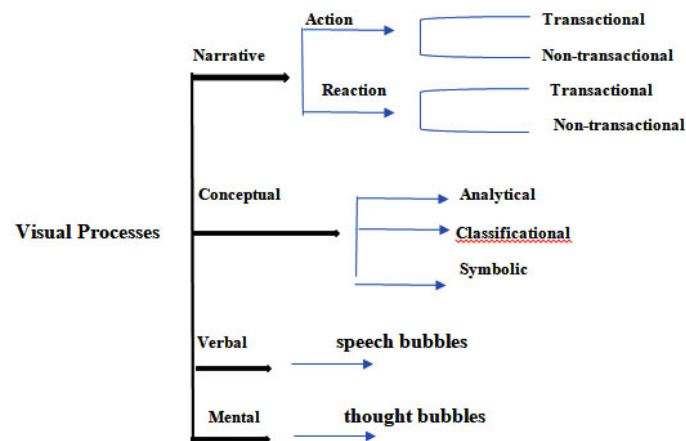 Action
Transactional
Narrative
Non-transactional
Reaction
Transactional
Non-transactional
Conceptual
Analytical
Visual Processes
Classificational
Symbolic
Verbal
speech bubbles
Mental
thought bubbles